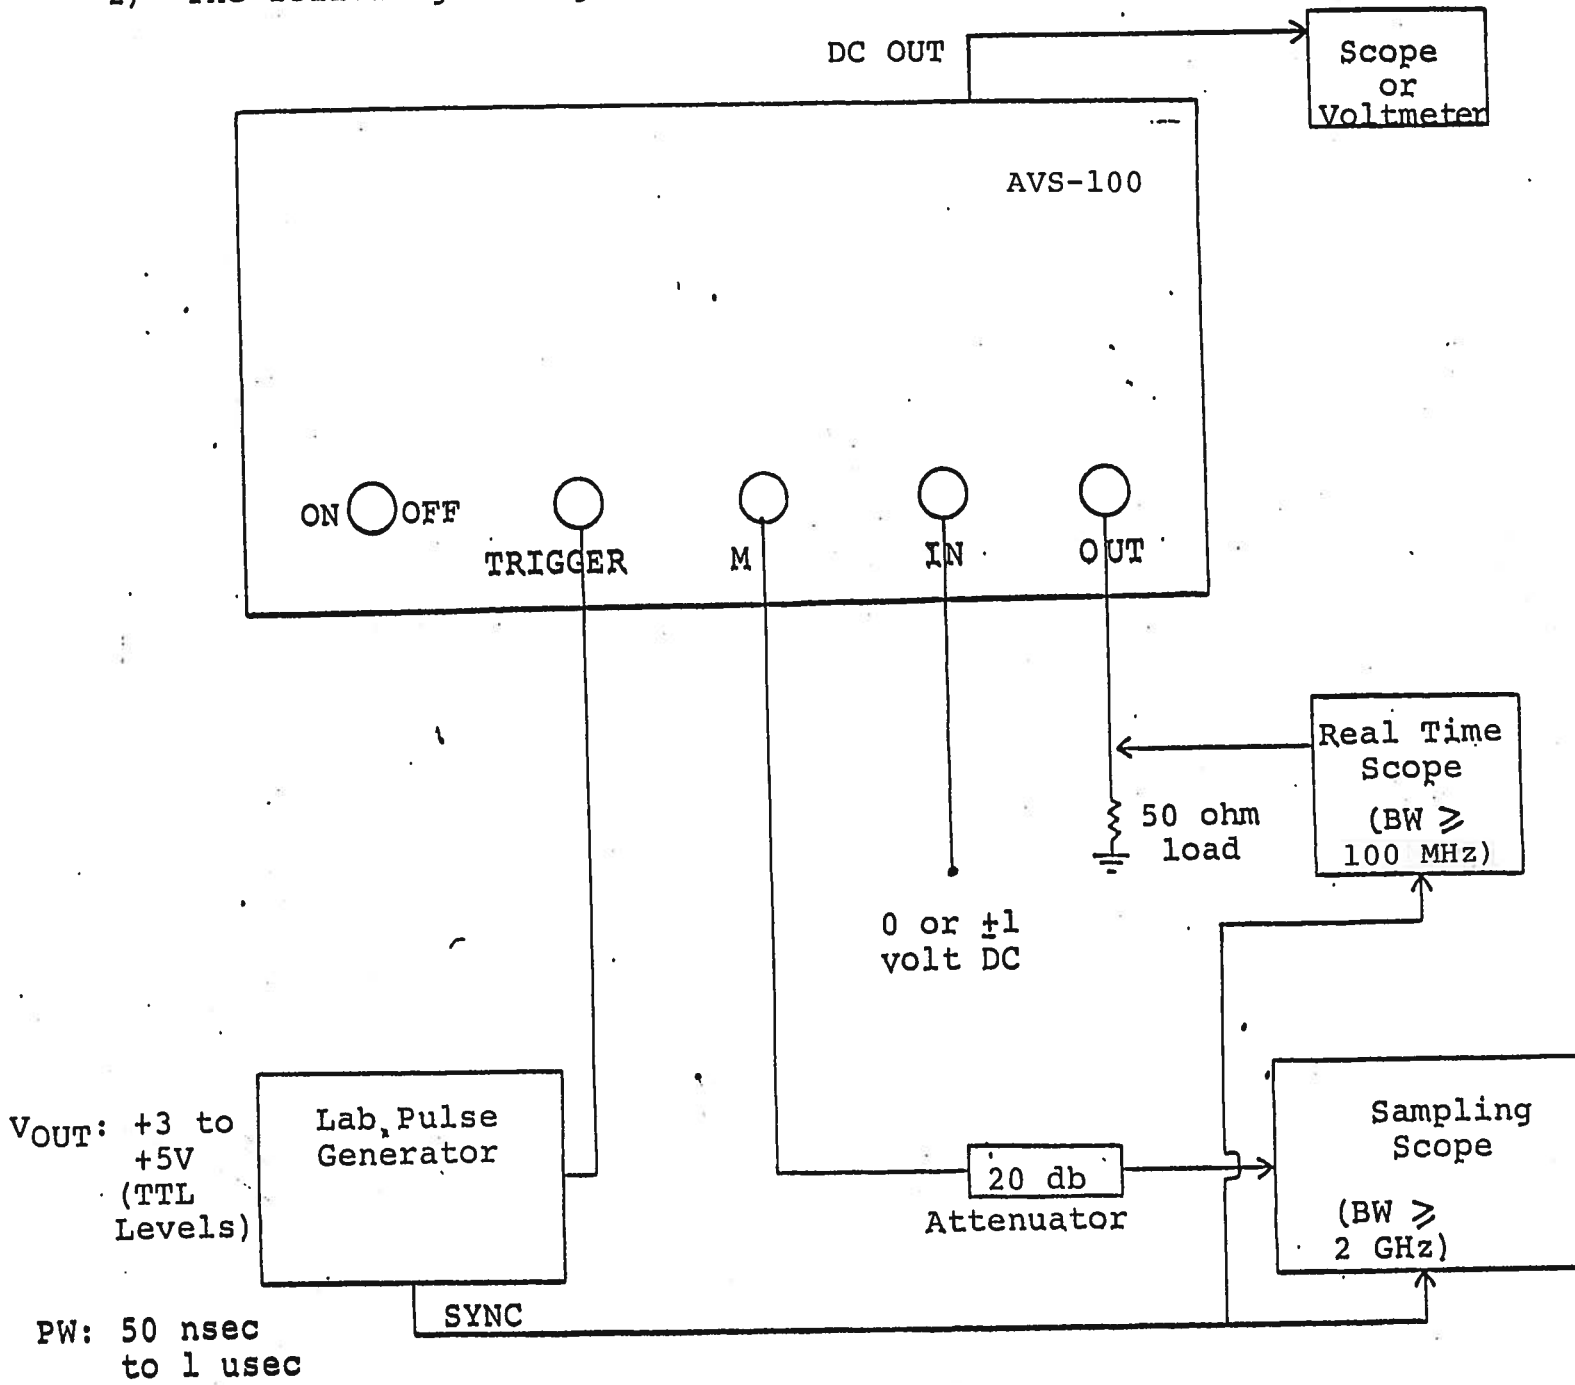 DC OUT
Scope
or
Voltmeter
AVS-100
ON OFF
TRIGGER
M
IN
OUT
Real Time
Scope
(BW ⩾
100 MHz)
50 ohm
load
0 or ±1
volt DC
VOUT: +3 to
+5V
(TTL
Levels)
Lab Pulse
Generator
20 db
Attenuator
Sampling
Scope
(BW ⩾
2 GHz)
SYNC
PW: 50 nsec
to 1 usec